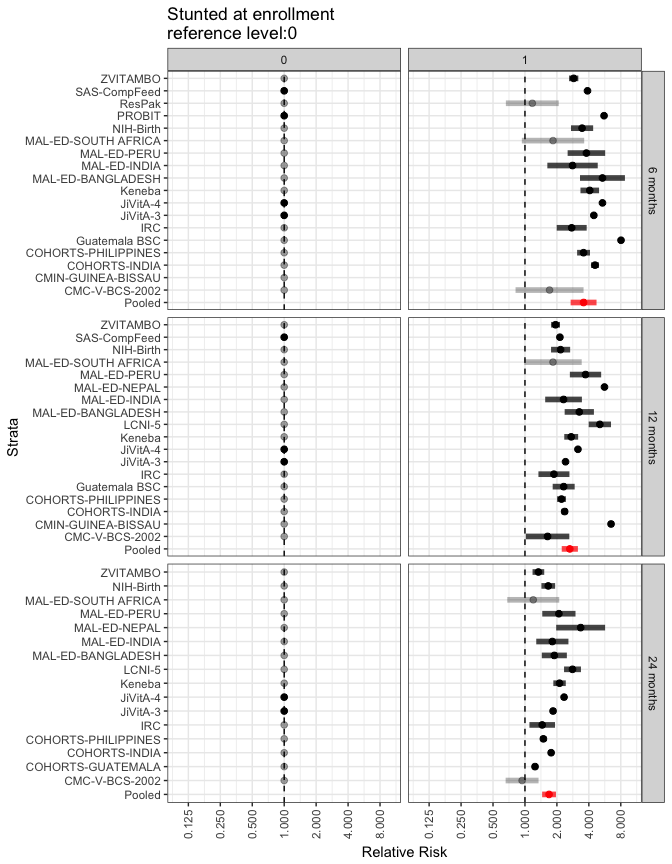 Stunted at enrollment
reference level:0
0
1
ZVITAMBO
SAS-CompFeed
ResPak
PROBIT
NIH-Birth
MAL-ED-SOUTH AFRICA
MAL-ED-PERU
MAL-ED-INDIA
MAL-ED-BANGLADESH
Keneba
JiVitA-4
JiVitA-3
IRC
Guatemala BSC
COHORTS-PHILIPPINES
COHORTS-INDIA
CMIN-GUINEA-BISSAU
CMC-V-BCS-2002
Pooled
6 months
ZVITAMBO
SAS-CompFeed
NIH-Birth
MAL-ED-SOUTH AFRICA
MAL-ED-PERU
MAL-ED-NEPAL
MAL-ED-INDIA
MAL-ED-BANGLADESH
LCNI-5
Keneba
JiVitA-4
JiVitA-3
IRC
Guatemala BSC
COHORTS-PHILIPPINES
COHORTS-INDIA
CMIN-GUINEA-BISSAU
CMC-V-BCS-2002
Pooled
12 months
ZVITAMBO
NIH-Birth
MAL-ED-SOUTH AFRICA
MAL-ED-PERU
MAL-ED-NEPAL
MAL-ED-INDIA
MAL-ED-BANGLADESH
LCNI-5
Keneba
JiVitA-4
JiVitA-3
IRC
COHORTS-PHILIPPINES
COHORTS-INDIA
COHORTS-GUATEMALA
CMC-V-BCS-2002
Pooled
24 months
Strata
0.125
0.250
0.500
1.000
2.000
4.000
8.000
0.125
0.250
0.500
1.000
2.000
4.000
8.000
Relative Risk